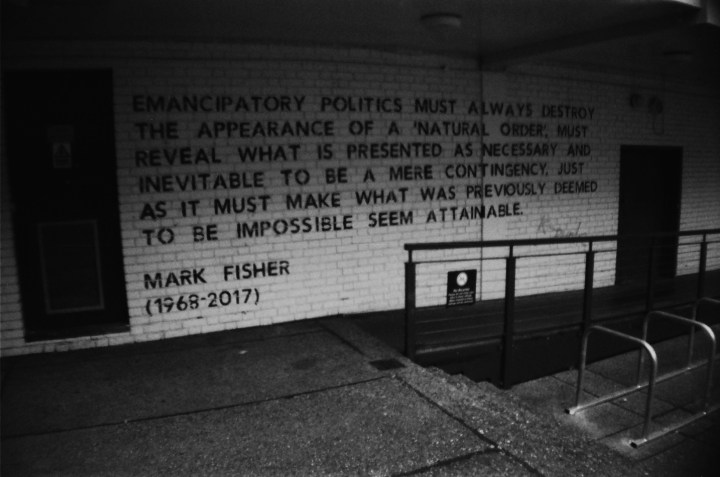 EMANCIPATORY POLITICS MUST ALWAYS DESTROY
THE APPEARANCE OF A 'NATURAL ORDER', MUST
REVEAL WHAT IS PRESENTED AS NECESSARY AND
INEVITABLE TO BE A MERE CONTINGENCY, JUST
AS IT MUST MAKE WHAT WAS PREVIOUSLY DEEMED
TO BE IMPOSSIBLE SEEM ATTAINABLE.
MARK FISHER
(1968-2017)